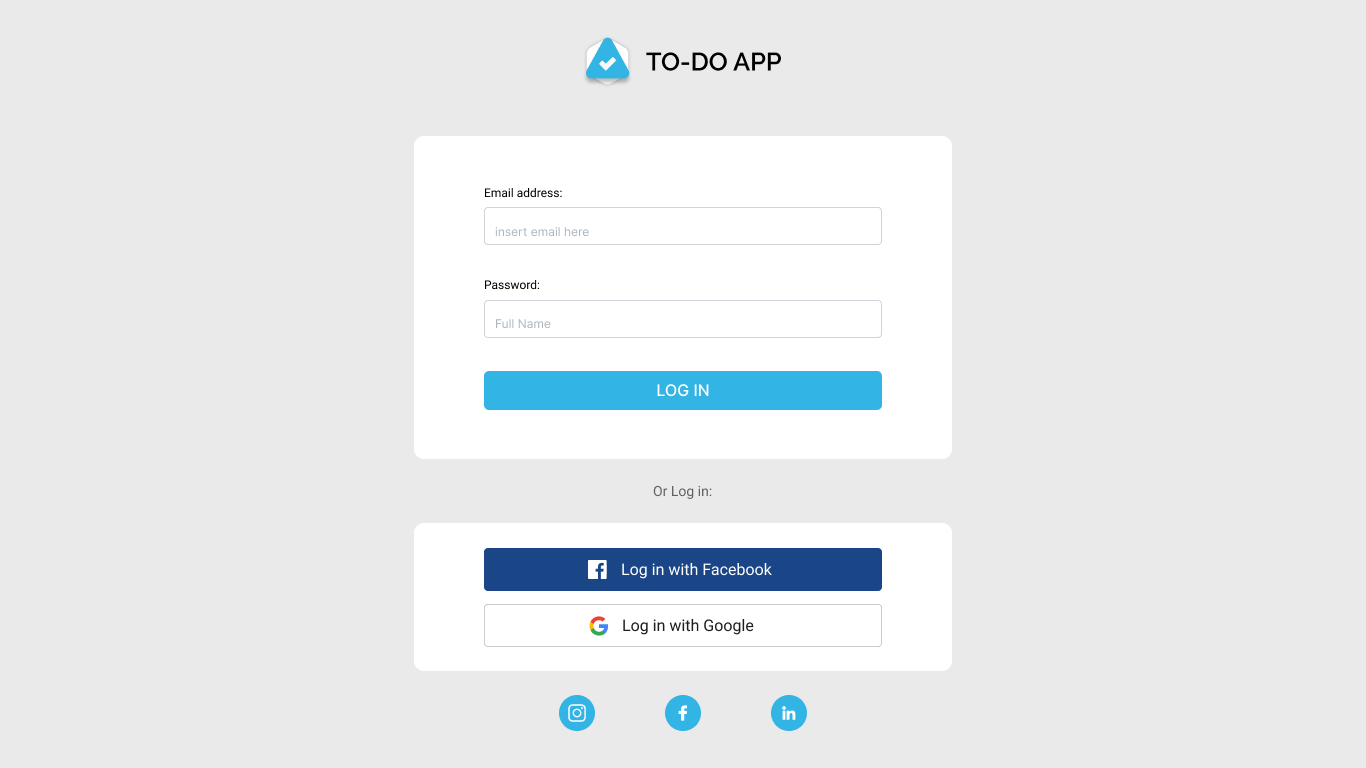 TO-DO APP
Email address:
insert email here
Password:
Full Name
LOG IN
Or Log in:
Log in with Facebook
Log in with Google